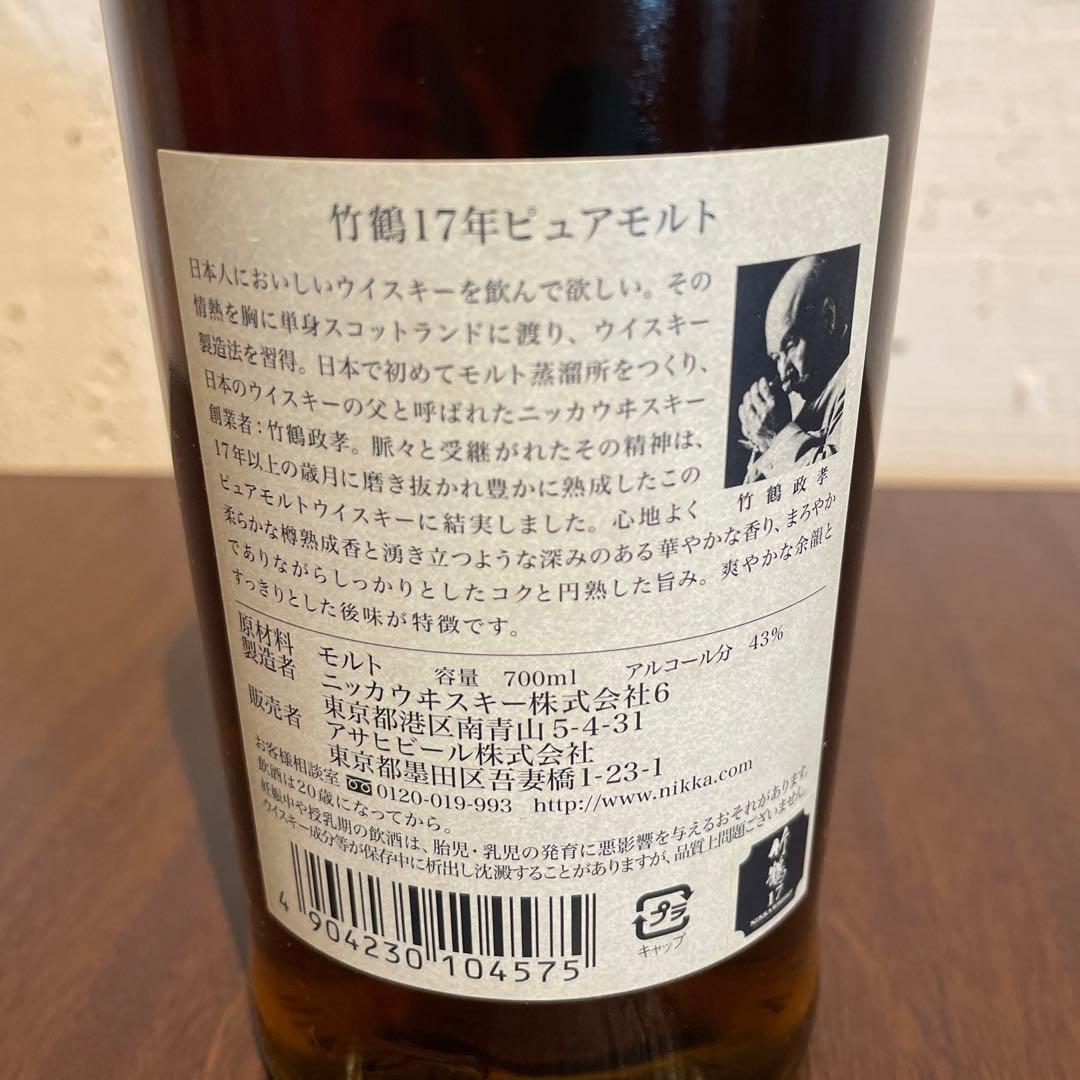 竹鶴17年ピュアモルト
日本人においしいウイスキーを飲んで欲しい。その
情熱を胸に単身スコットランドに渡り、ウイスキー
製造法を習得。日本で初めてモルト蒸溜所をつくり、
日本のウイスキーの父と呼ばれたニッカウヰスキー
創業者：竹鶴政孝。脈々と受継がれたその精神は、
17年以上の歳月に磨き抜かれ豊かに熟成したこの
ピュアモルトウイスキーに結実しました。心地よく
柔らかな樽熟成香と湧き立つような深みのある華やかな香り、まろやか
でありながらしっかりとしたコクと円熟した旨み。爽やかな余韻と
すっきりとした後味が特徴です。
竹鶴政孝
原材料 モルト 容量 700ml アルコール分 43%
製造者 ニッカウヰスキー株式会社6
東京都港区南青山5-4-31
販売者 アサヒビール株式会社
東京都墨田区吾妻橋1-23-1
お客様相談室 0120-019-993 http://www.nikka.com
飲酒は20歳になってから。
妊娠中や授乳期の飲酒は、胎児・乳児の発育に悪影響を与えるおそれがあります。
ウイスキー成分等が保存中に析出し沈澱することがありますが、品質上問題ございません。
4 904230 104575
プラ
キャップ
竹鶴
17
NIKKA WHISKY